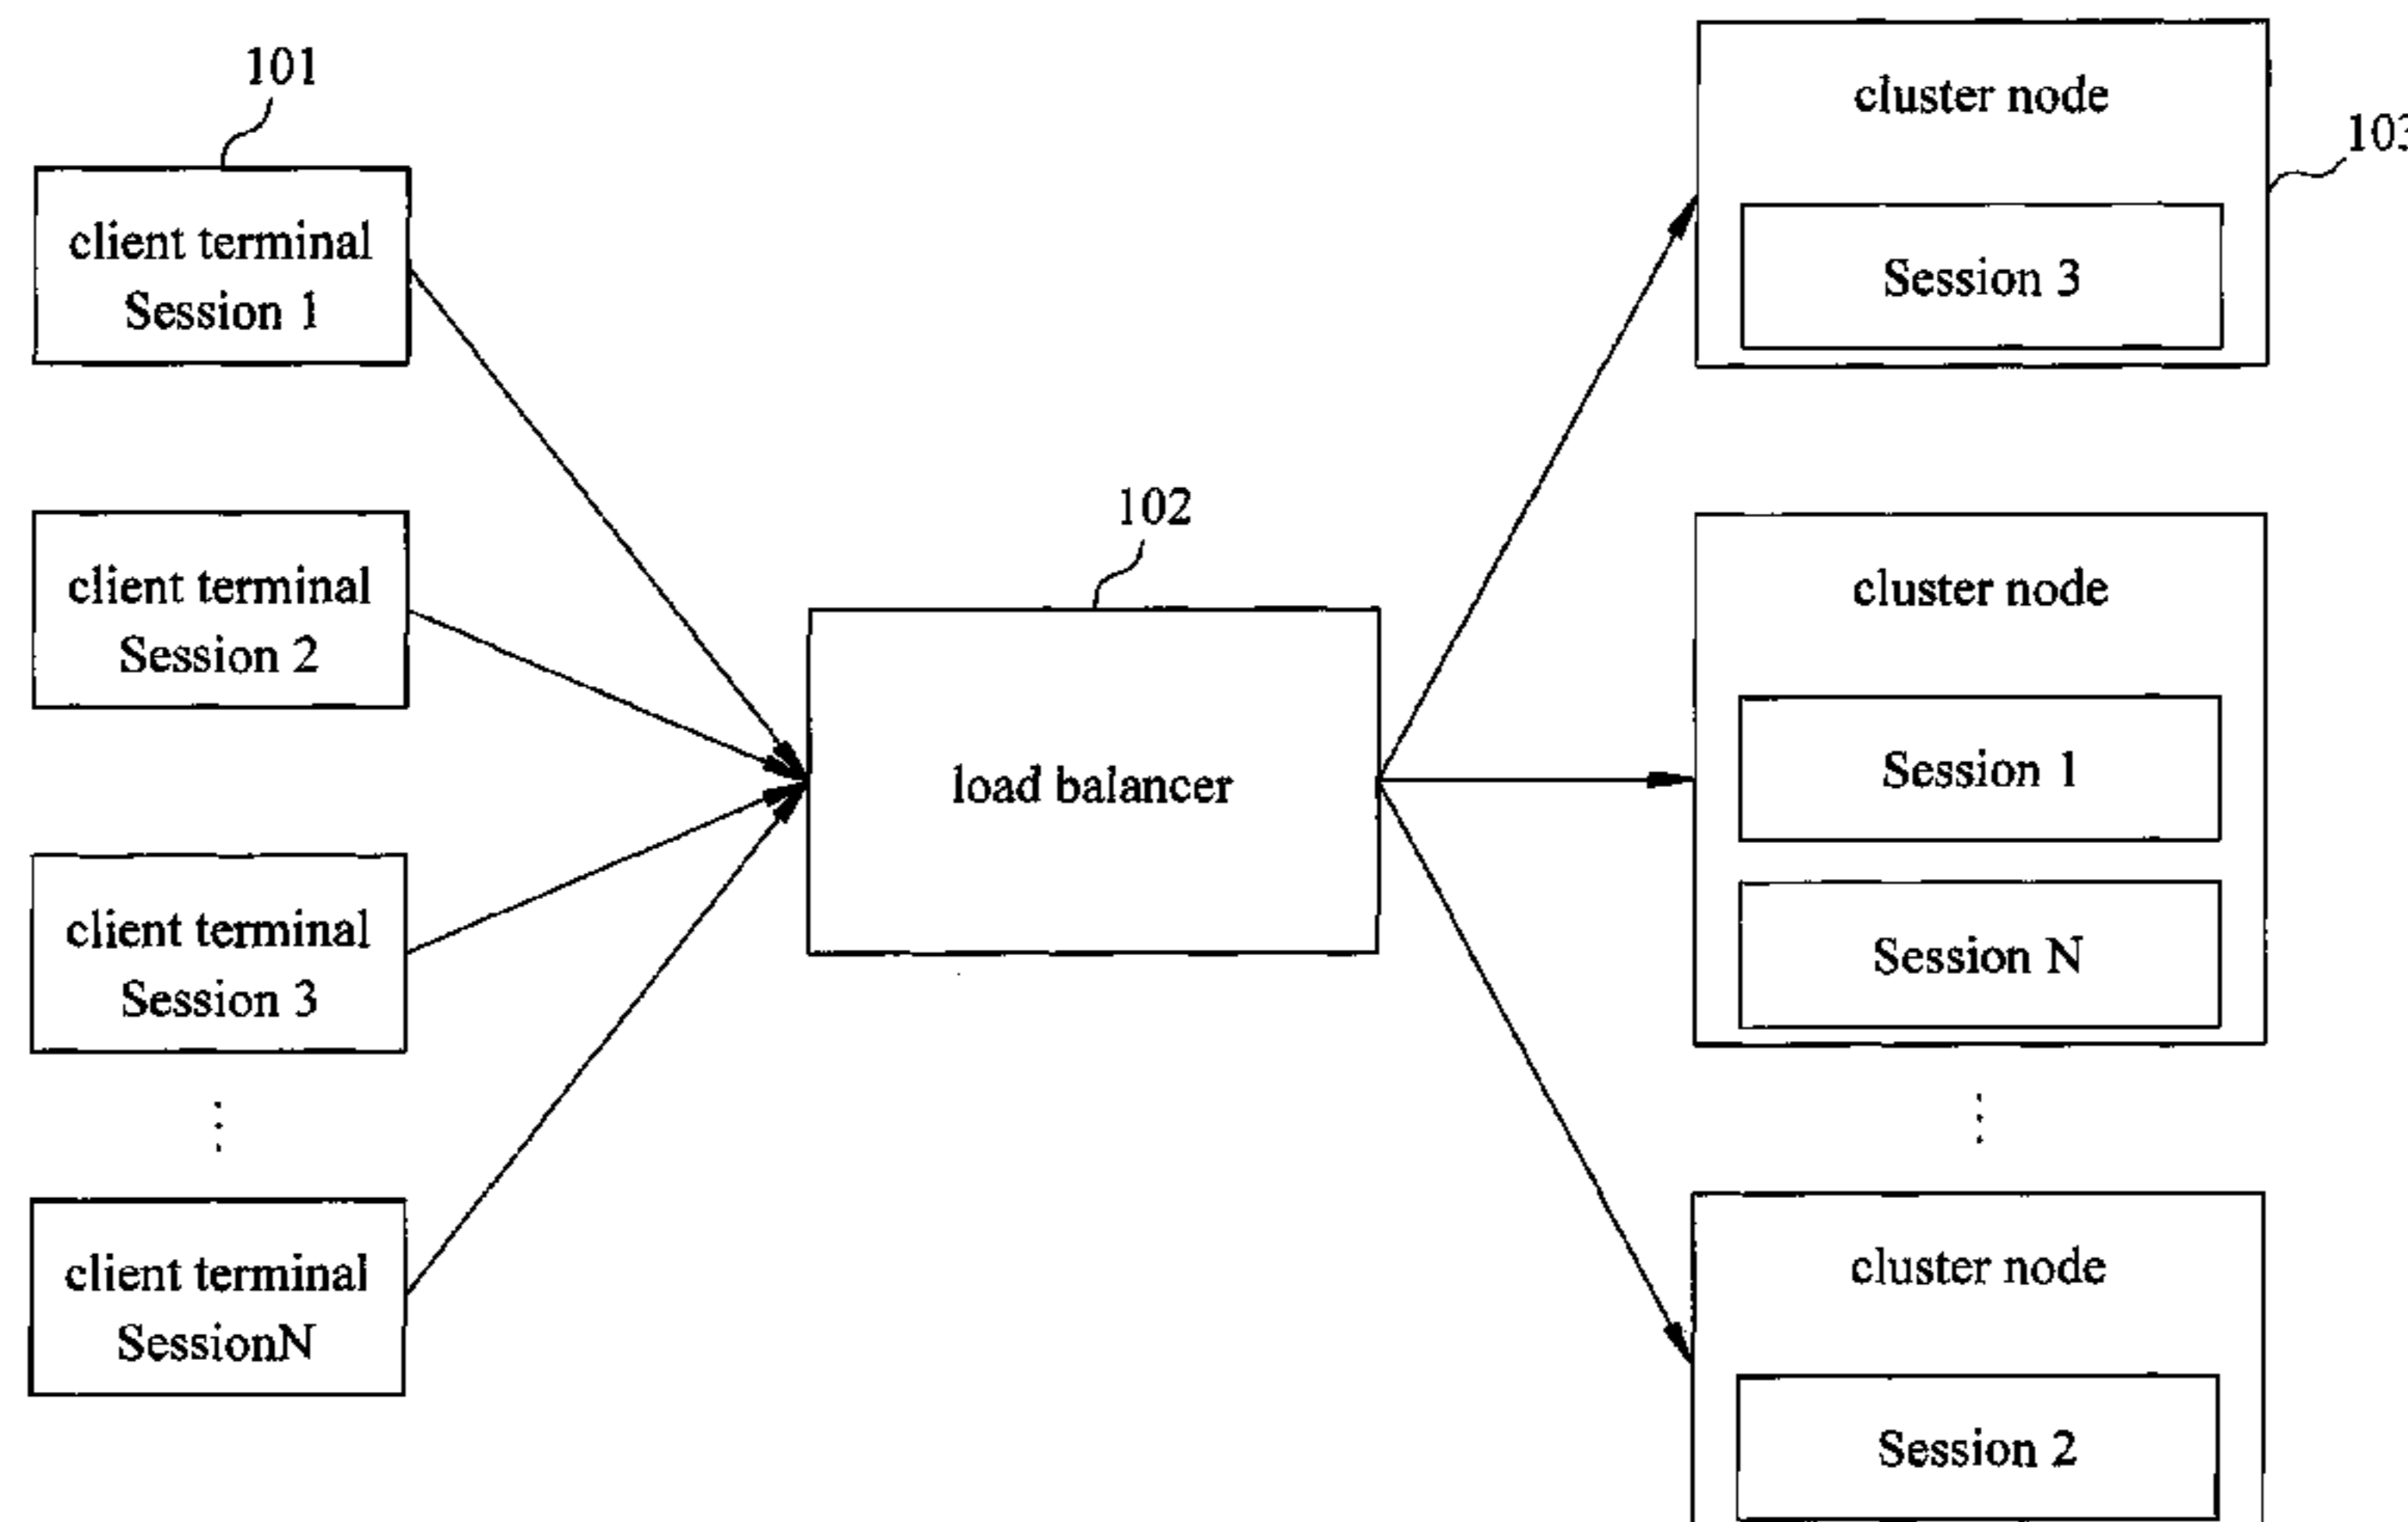 101
client terminal
Session 1
client terminal
Session 2
client terminal
Session 3
client terminal
SessionN
102
load balancer
cluster node
103
Session 3
cluster node
Session 1
Session N
cluster node
Session 2